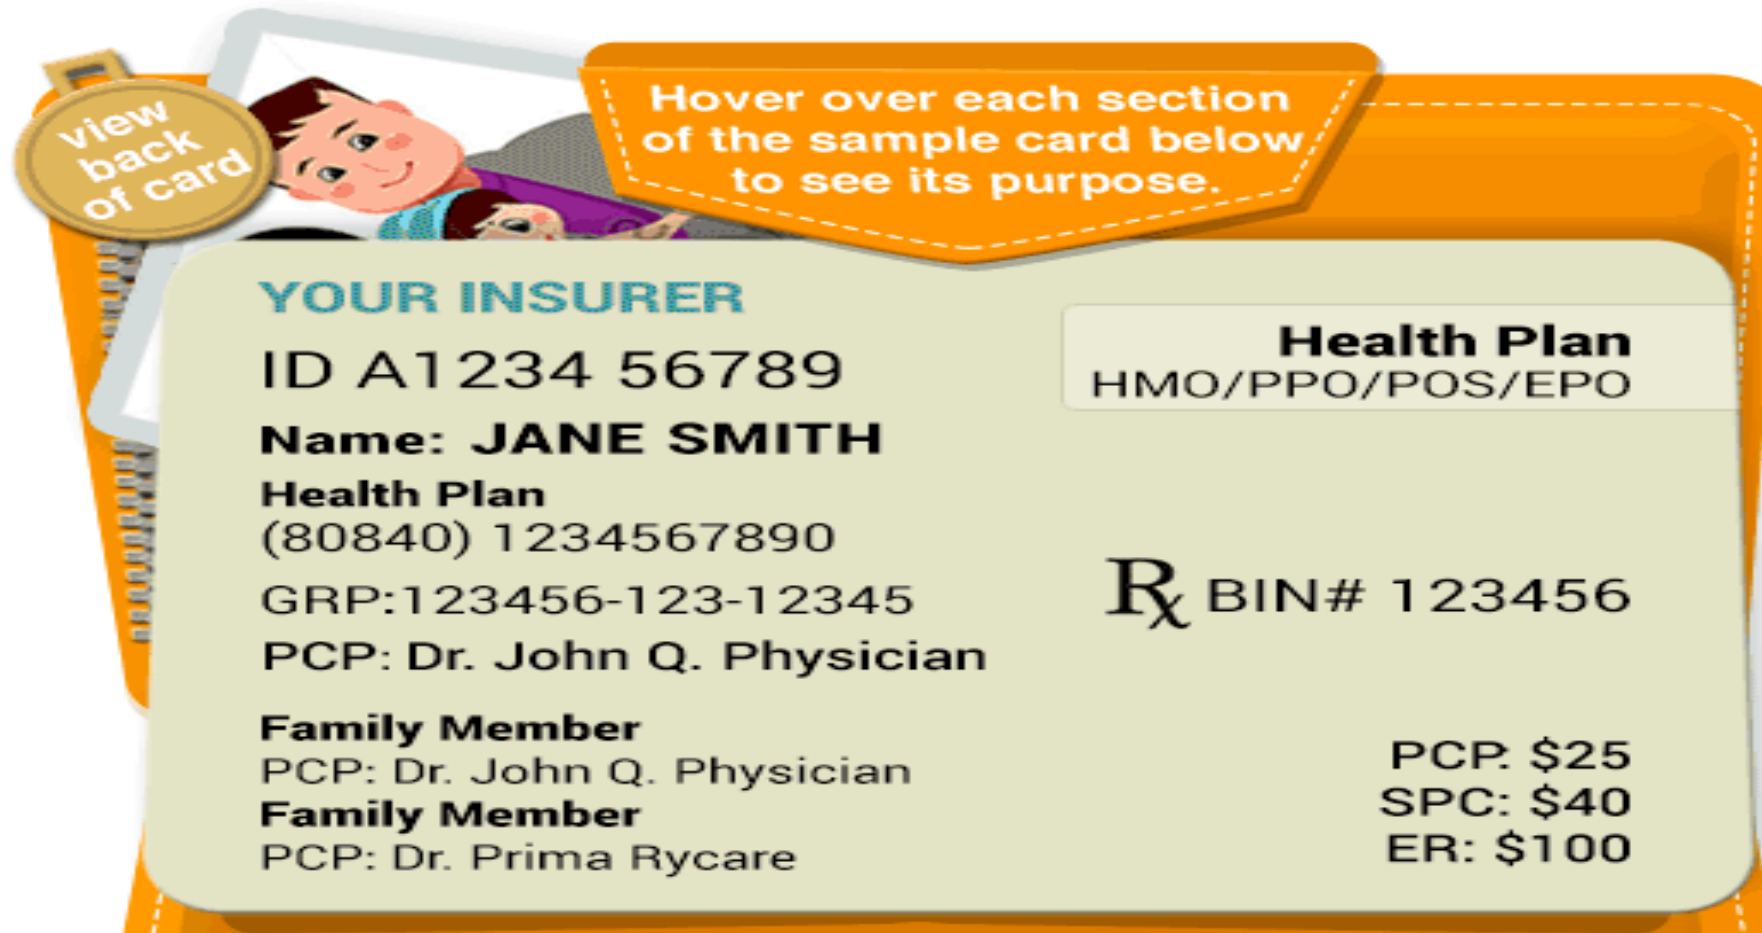 view
back
of card
Hover over each section
of the sample card below
to see its purpose.
YOUR INSURER
ID A1234 56789
Name: JANE SMITH
Health Plan
(80840) 1234567890
GRP:123456-123-12345
PCP: Dr. John Q. Physician
Family Member
PCP: Dr. John Q. Physician
Family Member
PCP: Dr. Prima Rycare
Health Plan
HMO/PPO/POS/EPO
Rx BIN# 123456
PCP: $25
SPC: $40
ER: $100